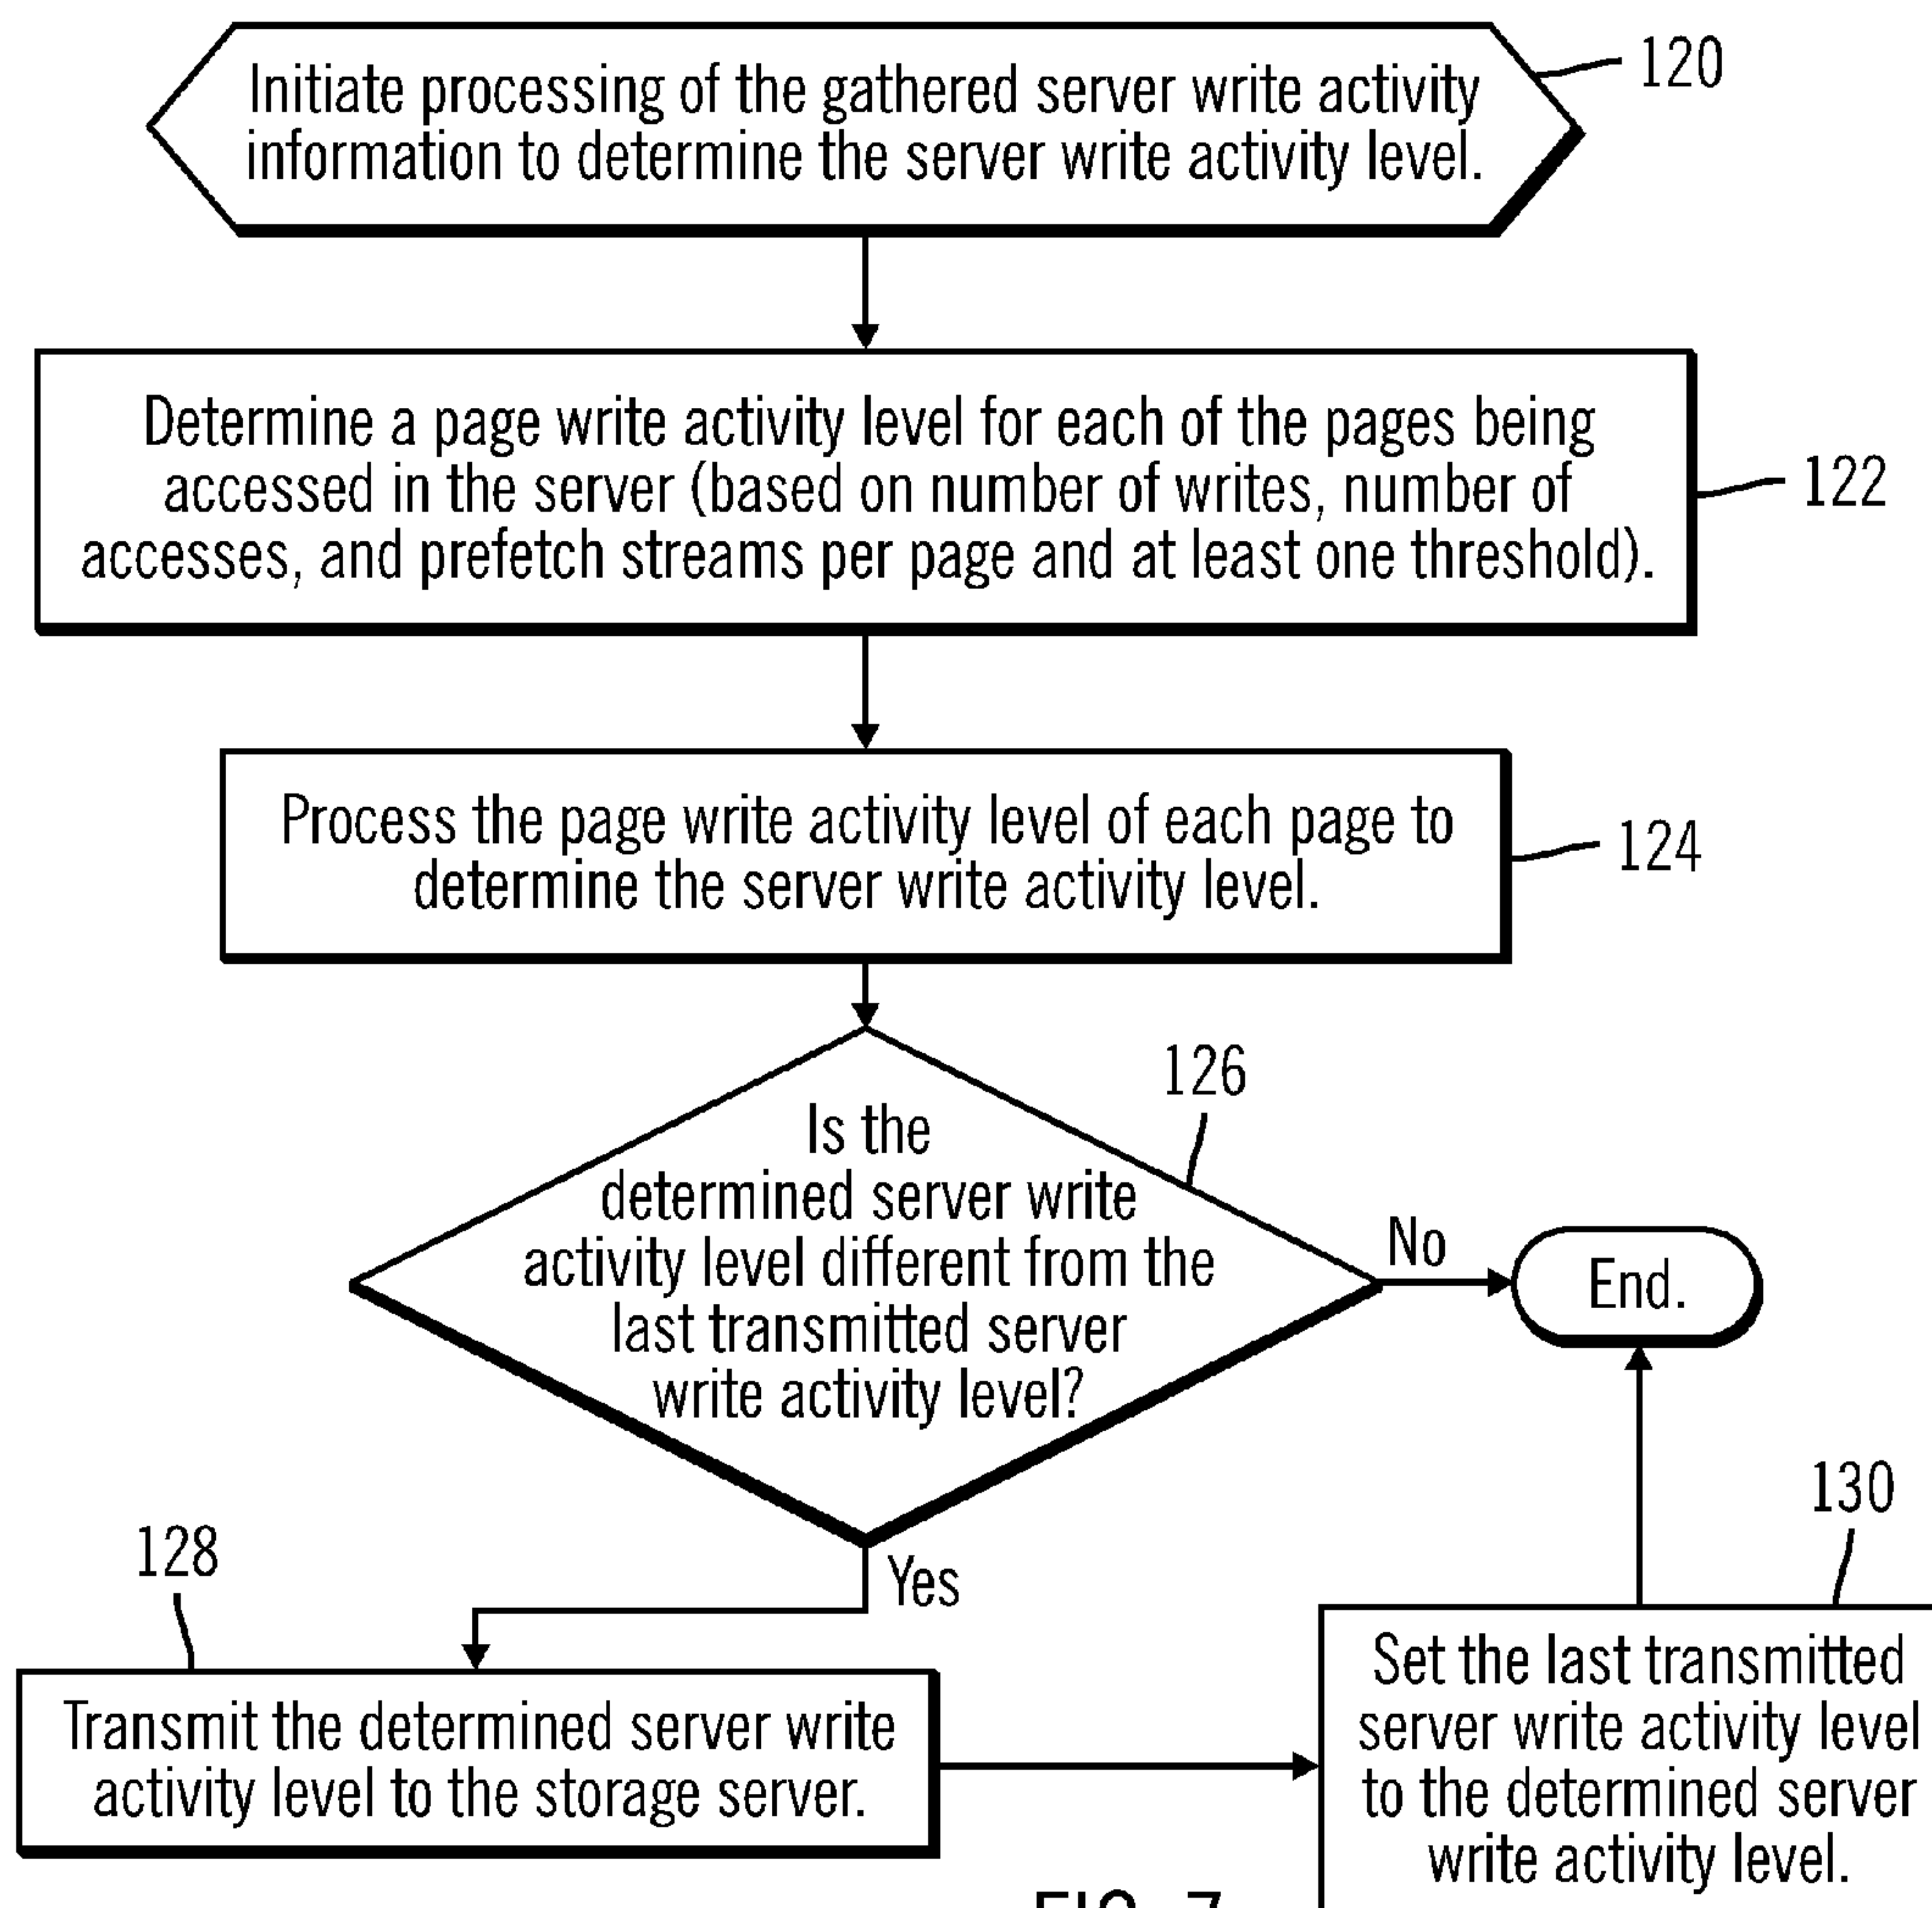 Initiate processing of the gathered server write activity
information to determine the server write activity level.
120
Determine a page write activity level for each of the pages being
accessed in the server (based on number of writes, number of
accesses, and prefetch streams per page and at least one threshold).
122
Process the page write activity level of each page to
determine the server write activity level.
124
126
Is the
determined server write
activity level different from the
last transmitted server
write activity level?
No
End.
Yes
128
Transmit the determined server write
activity level to the storage server.
130
Set the last transmitted
server write activity level
to the determined server
write activity level.
FIG. 7